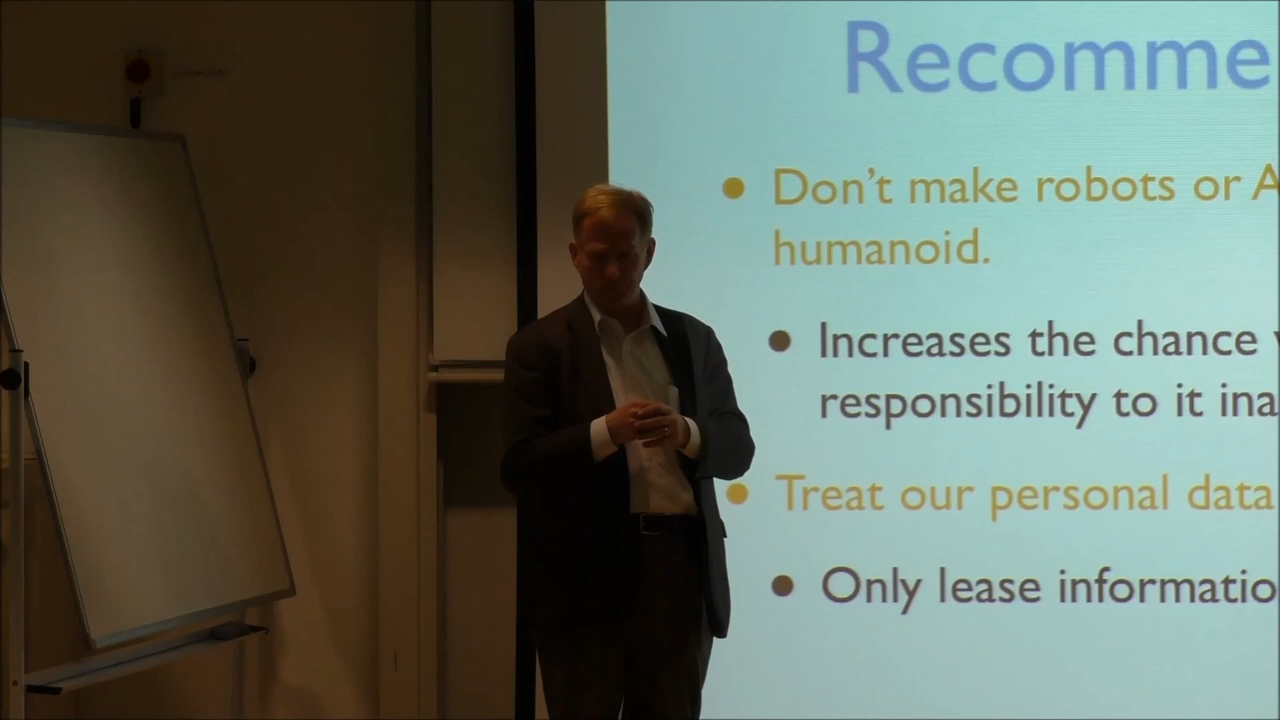 Recomme
• Don't make robots or A
humanoid.
• Increases the chance
responsibility to it ina
• Treat our personal data
• Only lease informatio